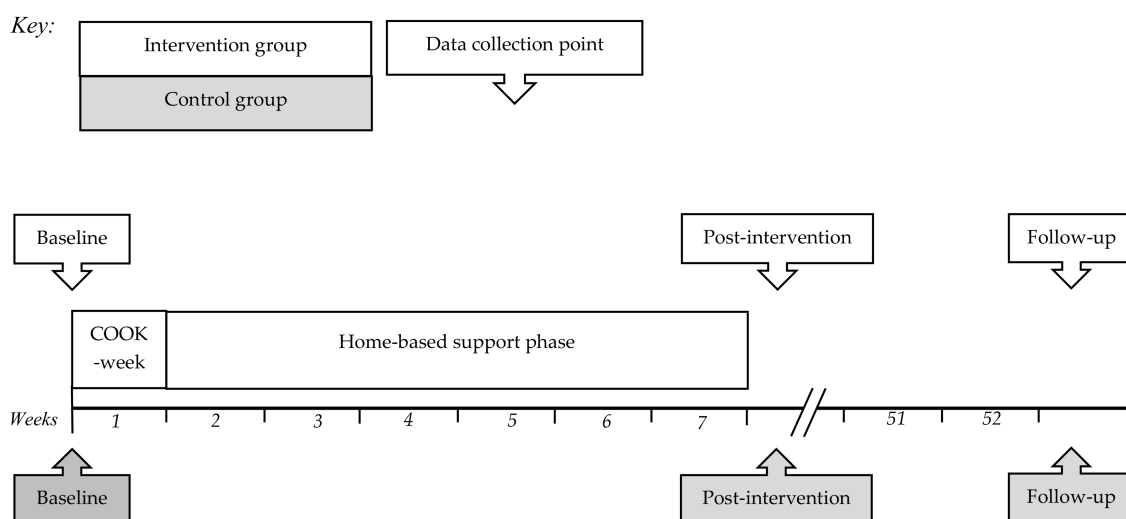 Key:
Intervention group
Data collection point
Control group
Baseline
Post-intervention
Follow-up
COOK
-week
Home-based support phase
Weeks 1 2 3 4 5 6 7 51 52
Baseline
Post-intervention
Follow-up